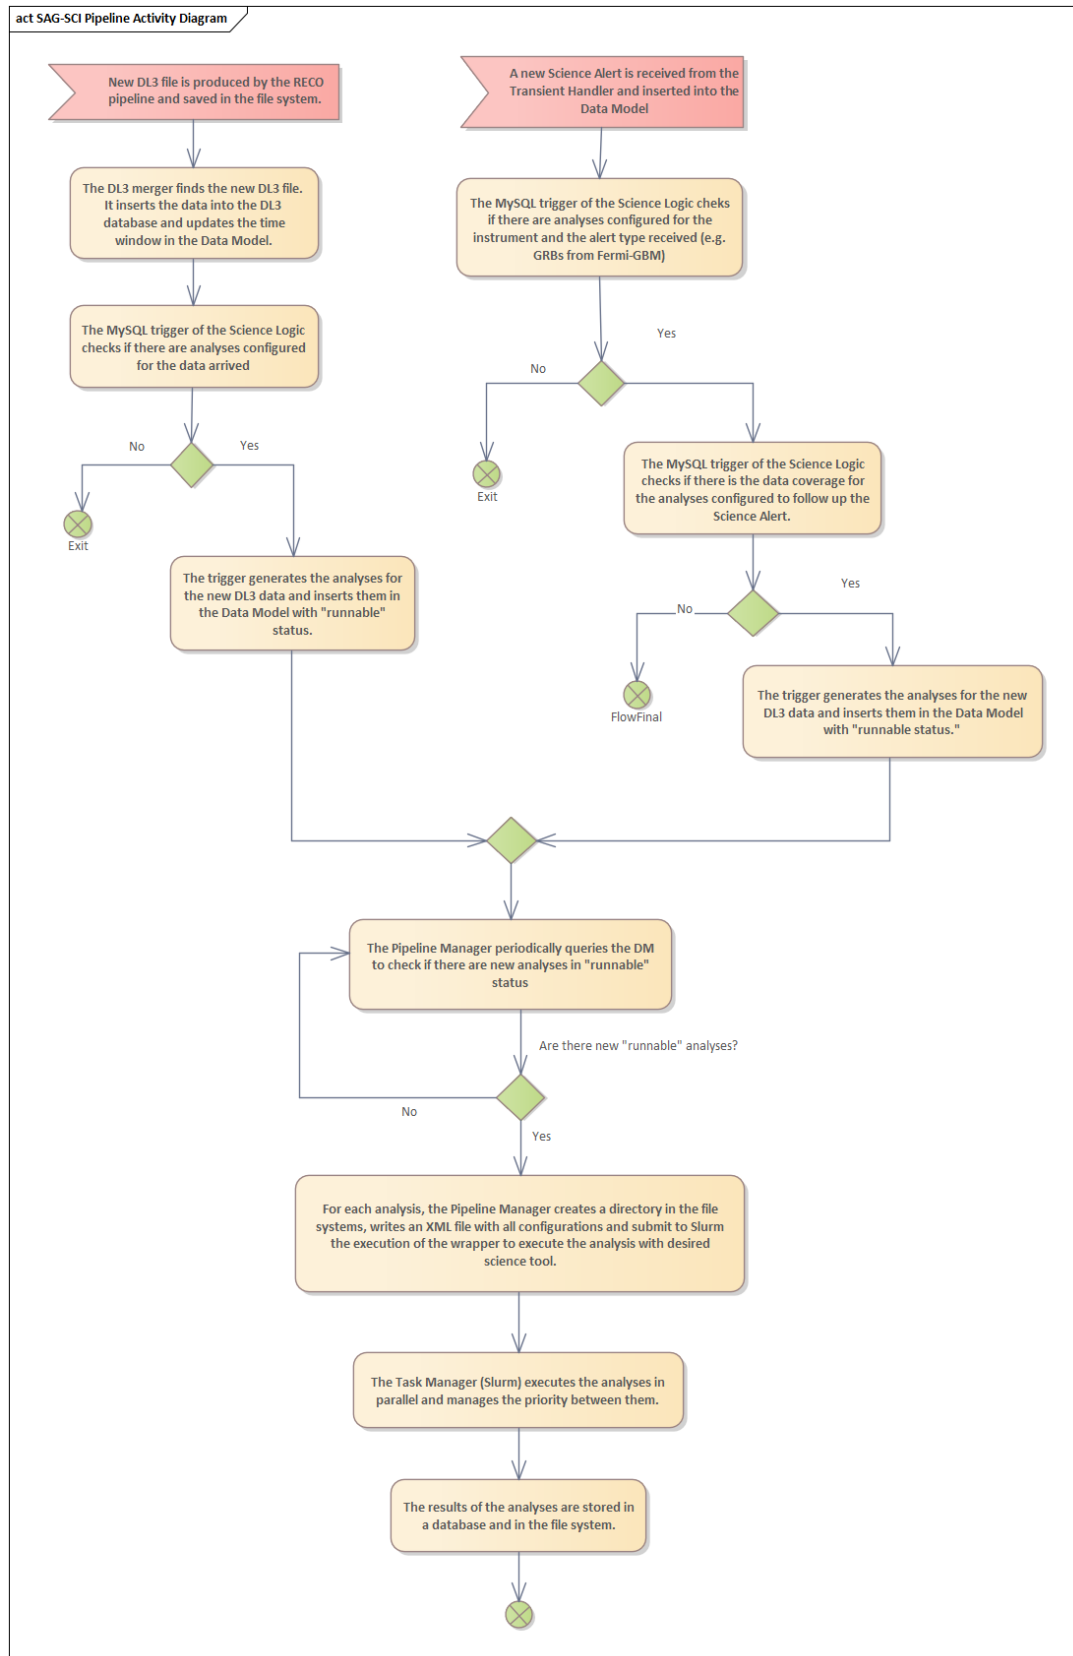 act SAG-SCI Pipeline Activity Diagram
New DL3 file is produced by the RECO
pipeline and saved in the file system.
A new Science Alert is received from the
Transient Handler and inserted into the
Data Model
The DL3 merger finds the new DL3 file.
It inserts the data into the DL3
database and updates the time
window in the Data Model.
The MySQL trigger of the Science Logic cheks
if there are analyses configured for the
instrument and the alert type received (e.g.
GRBs from Fermi-GBM)
The MySQL trigger of the Science Logic
checks if there are analyses configured
for the data arrived
Yes
No
No
Yes
Exit
The MySQL trigger of the Science Logic
checks if there is the data coverage for
the analyses configured to follow up the
Science Alert.
Exit
The trigger generates the analyses for
the new DL3 data and inserts them in
the Data Model with "runnable"
status.
Yes
No
FlowFinal
The trigger generates the analyses for the new
DL3 data and inserts them in the Data Model
with "runnable status."
The Pipeline Manager periodically queries the DM
to check if there are new analyses in "runnable"
status
Are there new "runnable" analyses?
No
Yes
For each analysis, the Pipeline Manager creates a directory in the file
systems, writes an XML file with all configurations and submit to Slurm
the execution of the wrapper to execute the analysis with desired
science tool.
The Task Manager (Slurm) executes the analyses in
parallel and manages the priority between them.
The results of the analyses are stored in
a database and in the file system.